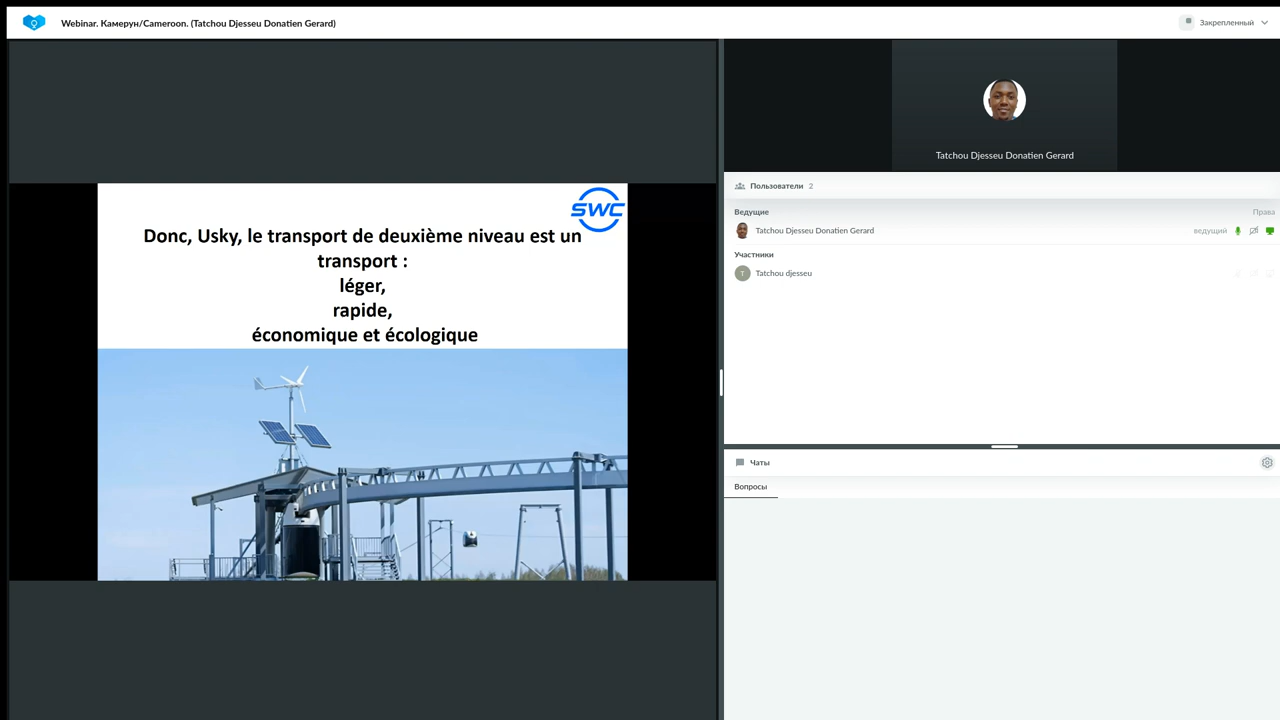 Webinar. Камерун/Cameroon. (Tatchou Djesseu Donatien Gerard)
Закрепленный
SWC
Donc, Usky, le transport de deuxième niveau est un
transport :
léger,
rapide,
économique et écologique
Tatchou Djesseu Donatien Gerard
Пользователи 2
Ведущие Права
Tatchou Djesseu Donatien Gerard ведущий
Участники
T Tatchou djesseu
Чаты
Вопросы